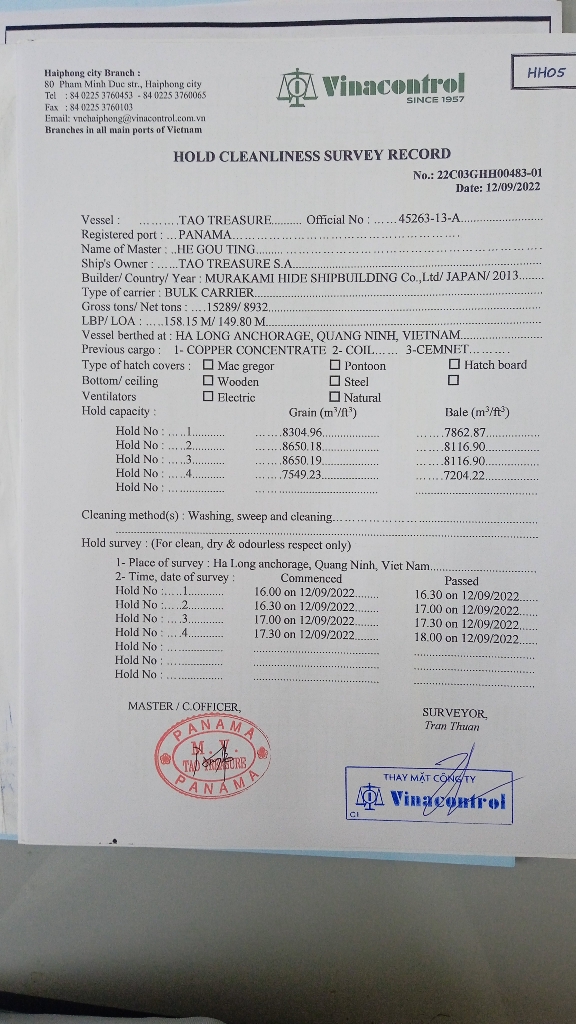 Haiphong city Branch :
80 Pham Minh Duc str., Haiphong city
Tel : 84 0225 3760453 - 84 0225 3760065
Fax : 84 0225 3760103
Email: vnchaiphong@vinacontrol.com.vn
Branches in all main ports of Vietnam
Vinacontrol
SINCE 1957
HH05
HOLD CLEANLINESS SURVEY RECORD
No.: 22C03GHH00483-01
Date: 12/09/2022
Vessel : ..........TAO TREASURE.......... Official No : ......45263-13-A.........................
Registered port : ....PANAMA................................................
Name of Master : ..HE GOU TING................................................
Ship's Owner : ......TAO TREASURE S.A................................................
Builder/ Country/ Year : MURAKAMI HIDE SHIPBUILDING Co.,Ltd/ JAPAN/ 2013........
Type of carrier : BULK CARRIER................................................
Gross tons/ Net tons : ....15289/ 8932................................................
LBP/ LOA : .....158.15 M/ 149.80 M................................................
Vessel berthed at : HA LONG ANCHORAGE, QUANG NINH, VIETNAM.........................
Previous cargo : 1- COPPER CONCENTRATE 2- COIL...... 3-CEMNET..........
Type of hatch covers : ☐ Mac gregor ☐ Pontoon ☐ Hatch board
Bottom/ ceiling ☐ Wooden ☐ Steel ☐
Ventilators ☐ Electric ☐ Natural
Hold capacity : Grain (m³/ft³) Bale (m³/ft³)
Hold No : .....1........... .......8304.96................... .......7862.87..............
Hold No : .....2........... .......8650.18................... .......8116.90..............
Hold No : .....3........... .......8650.19................... .......8116.90..............
Hold No : .....4........... .......7549.23................... .......7204.22..............
Hold No : .................. ........................................ ........................................
Cleaning method(s) : Washing, sweep and cleaning................................................
Hold survey : (For clean, dry & odourless respect only)
1- Place of survey : Ha Long anchorage, Quang Ninh, Viet Nam..............................
2- Time, date of survey : Commenced Passed
Hold No :.....1........... 16.00 on 12/09/2022........ 16.30 on 12/09/2022......
Hold No : .....2........... 16.30 on 12/09/2022........ 17.00 on 12/09/2022......
Hold No : .....3........... 17.00 on 12/09/2022........ 17.30 on 12/09/2022......
Hold No : .....4........... 17.30 on 12/09/2022........ 18.00 on 12/09/2022......
Hold No : .................. ........................................ ........................................
Hold No : .................. ........................................ ........................................
Hold No : .................. ........................................ ........................................
MASTER / C.OFFICER,
SURVEYOR,
Tran Thuan
PANAMA
M. V.
TAO TREASURE
PANAMA
THAY MẶT CÔNG TY
Vinacontrol
CI